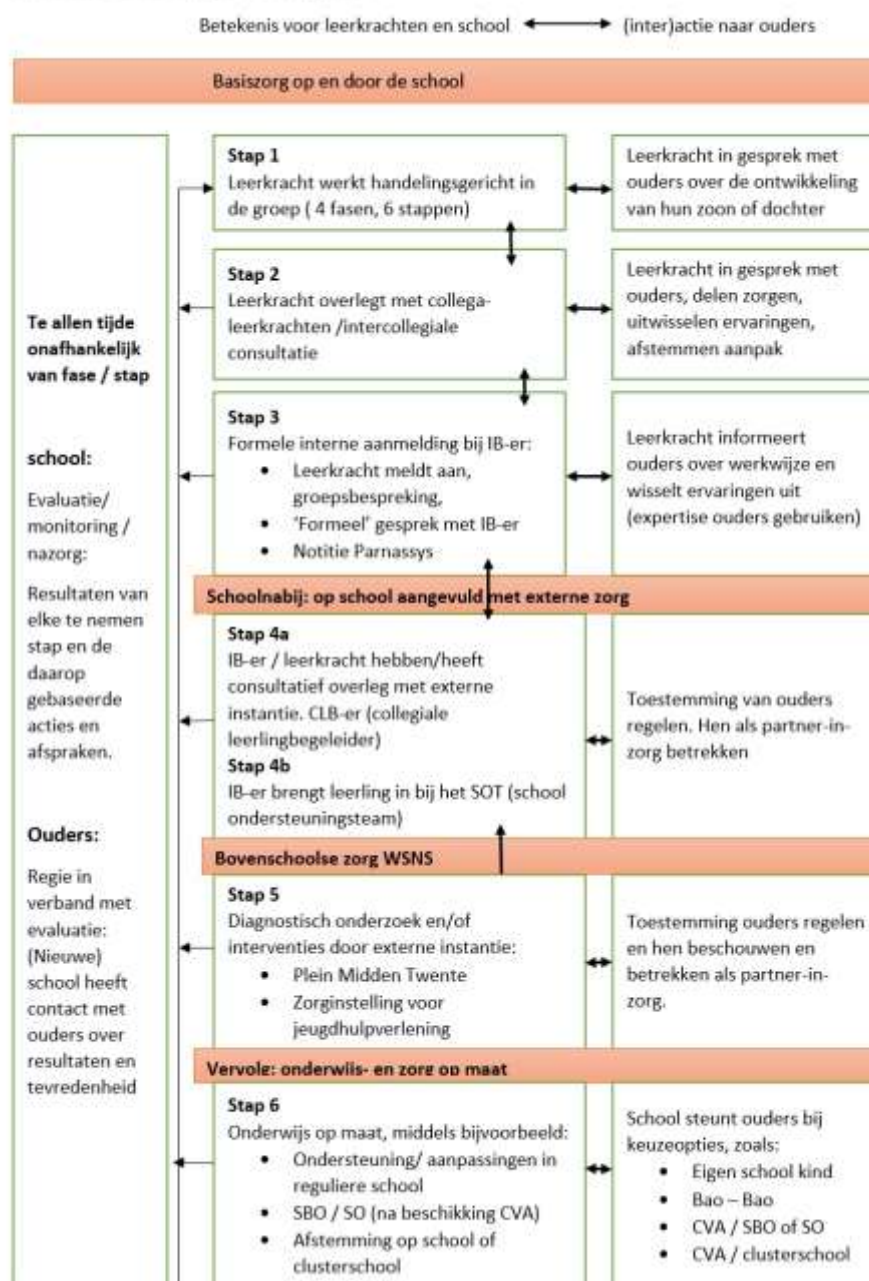 Betekenis voor leerkrachten en school
(inter)actie naar ouders
Basiszorg op en door de school
Te allen tijde
onafhankelijk
van fase / stap
school:
Evaluatie/
monitoring /
nazorg:
Resultaten van
elke te nemen
stap en de
daarop
gebaseerde
acties en
afspraken.
Ouders:
Regie in
verband met
evaluatie:
(Nieuwe)
school heeft
contact met
ouders over
resultaten en
tevredenheid
Stap 1
Leerkracht werkt handelingsgericht in
de groep ( 4 fasen, 6 stappen)
Leerkracht in gesprek met
ouders over de ontwikkeling
van hun zoon of dochter
Stap 2
Leerkracht overlegt met collega-
leerkrachten /intercollegiale
consultatie
Leerkracht in gesprek met
ouders, delen zorgen,
uitwisselen ervaringen,
afstemmen aanpak
Stap 3
Formele interne aanmelding bij IB-er:
• Leerkracht meldt aan,
groepsbespreking,
• 'Formeel' gesprek met IB-er
• Notitie Parnassys
Leerkracht informeert
ouders over werkwijze en
wisselt ervaringen uit
(expertise ouders gebruiken)
Schoolnabij: op school aangevuld met externe zorg
Stap 4a
IB-er / leerkracht hebben/heeft
consultatief overleg met externe
instantie. CLB-er (collegiale
leerlingbegeleider)
Stap 4b
IB-er brengt leerling in bij het SOT (school
ondersteuningsteam)
Toestemming van ouders
regelen. Hen als partner-in-
zorg betrekken
Bovenschoolse zorg WSNS
Stap 5
Diagnostisch onderzoek en/of
interventies door externe instantie:
• Plein Midden Twente
• Zorginstelling voor
jeugdhulpverlening
Toestemming ouders regelen
en hen beschouwen en
betrekken als partner-in-
zorg.
Vervolg: onderwijs- en zorg op maat
Stap 6
Onderwijs op maat, middels bijvoorbeeld:
• Ondersteuning/ aanpassingen in
reguliere school
• SBO / SO (na beschikking CVA)
• Afstemming op school of
clusterschool
School steunt ouders bij
keuzeopties, zoals:
• Eigen school kind
• Bao – Bao
• CVA / SBO of SO
• CVA / clusterschool